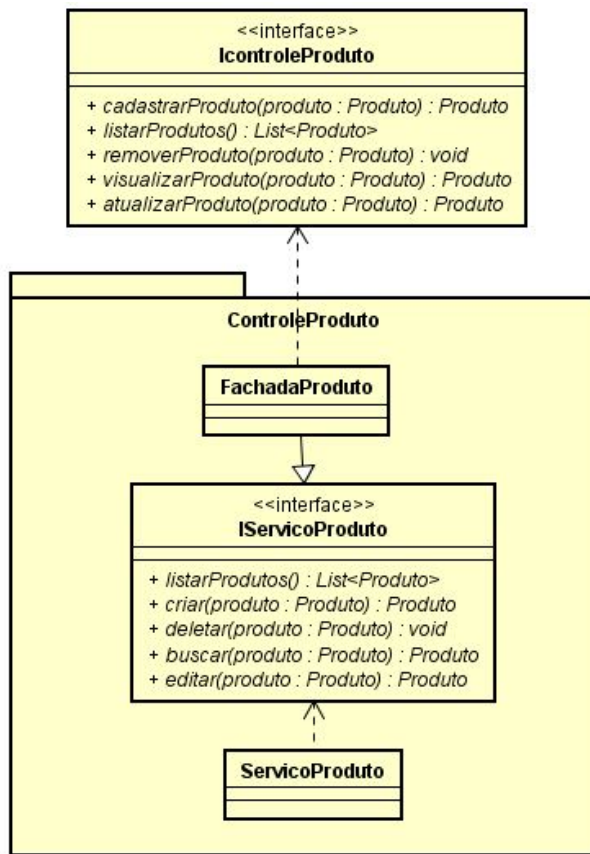 <<interface>>
IcontroleProduto
+ cadastrarProduto(produto : Produto) : Produto
+ listarProdutos() : List<Produto>
+ removerProduto(produto : Produto) : void
+ visualizarProduto(produto : Produto) : Produto
+ atualizarProduto(produto : Produto) : Produto
ControleProduto
FachadaProduto
<<interface>>
IServicoProduto
+ listarProdutos() : List<Produto>
+ criar(produto : Produto) : Produto
+ deletar(produto : Produto) : void
+ buscar(produto : Produto) : Produto
+ editar(produto : Produto) : Produto
ServicoProduto